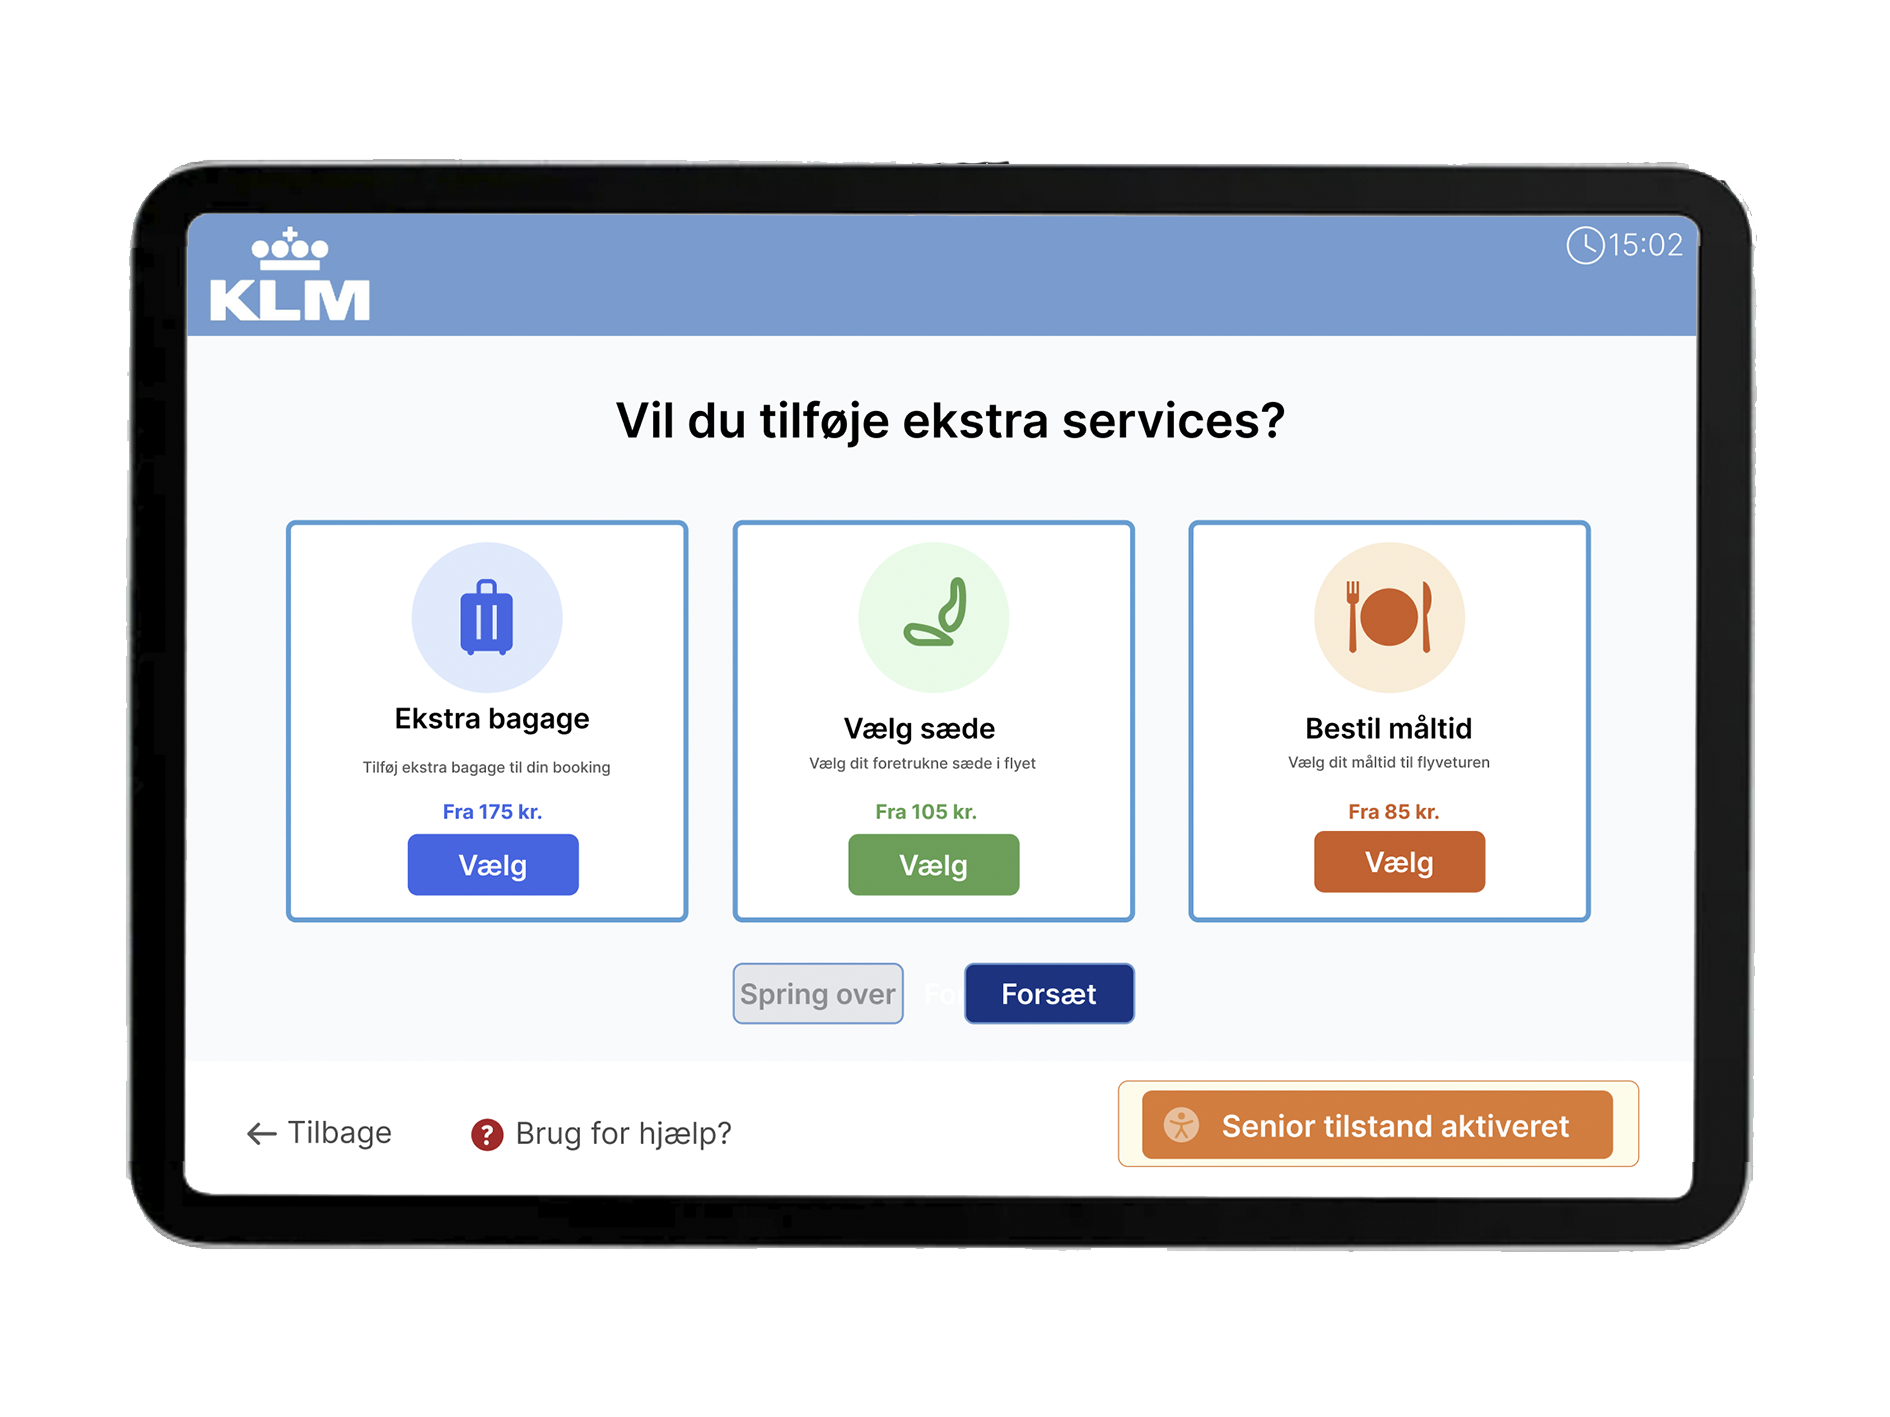 KLM
15:02
Vil du tilføje ekstra services?
Ekstra bagage
Tilføj ekstra bagage til din booking
Fra 175 kr.
Vælg
Vælg sæde
Vælg dit foretrukne sæde i flyet
Fra 105 kr.
Vælg
Bestil måltid
Vælg dit måltid til flyveturen
Fra 85 kr.
Vælg
Spring over
Forsæt
← Tilbage
? Brug for hjælp?
Senior tilstand aktiveret